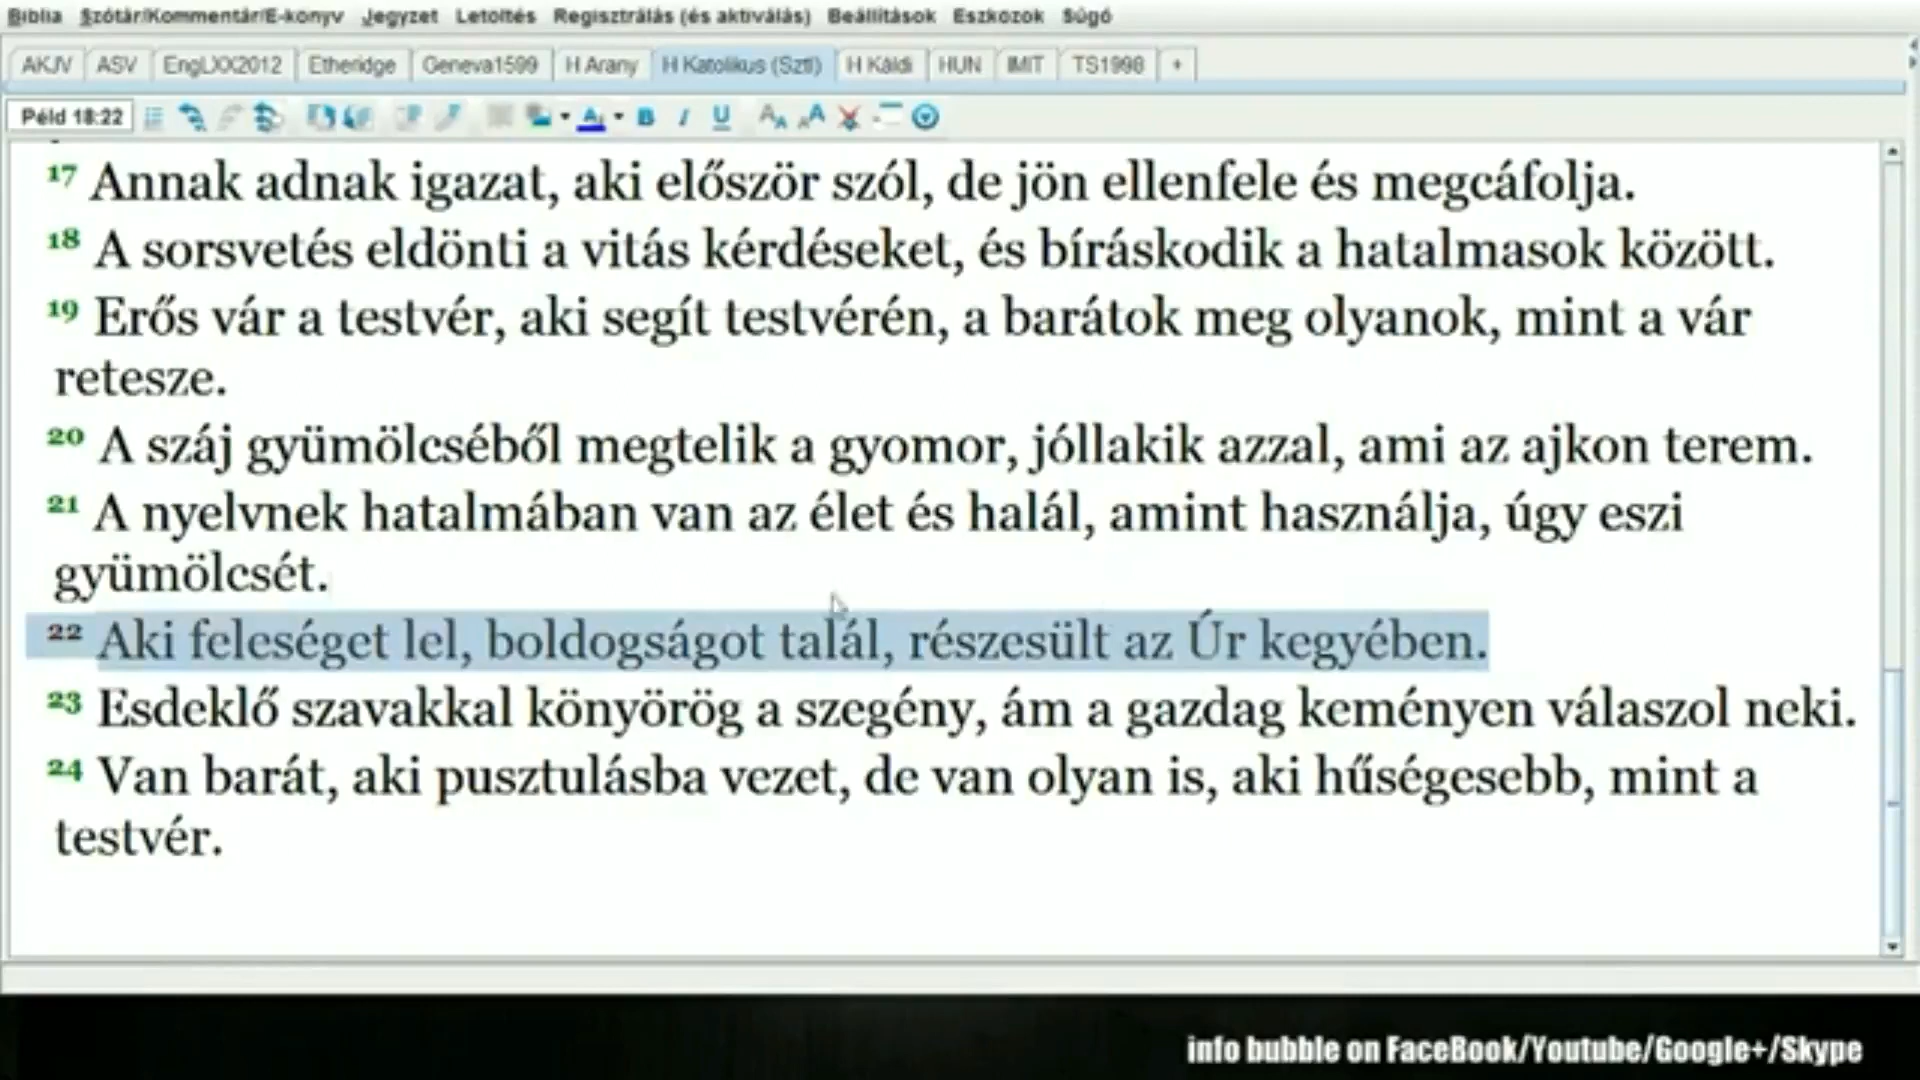 Biblia Szótár/Kommentár/E-könyv Jegyzet Letöltés Regisztrálás (és aktiválás) Beállítások Eszközök Súgó
AKJV ASV EngLXX2012 Etheridge Geneva1599 H Arany H Katolikus (SztI) H Káldi HUN IMIT TS1998 +
Péld 18:22
17 Annak adnak igazat, aki először szól, de jön ellenfele és megcáfolja.
18 A sorsvetés eldönti a vitás kérdéseket, és bíráskodik a hatalmasok között.
19 Erős vár a testvér, aki segít testvérén, a barátok meg olyanok, mint a vár
retesze.
20 A száj gyümölcséből megtelik a gyomor, jóllakik azzal, ami az ajkon terem.
21 A nyelvnek hatalmában van az élet és halál, amint használja, úgy eszi
gyümölcsét.
22 Aki feleséget lel, boldogságot talál, részesült az Úr kegyében.
23 Esdeklő szavakkal könyörög a szegény, ám a gazdag keményen válaszol neki.
24 Van barát, aki pusztulásba vezet, de van olyan is, aki hűségesebb, mint a
testvér.
info bubble on FaceBook/Youtube/Google+/Skype